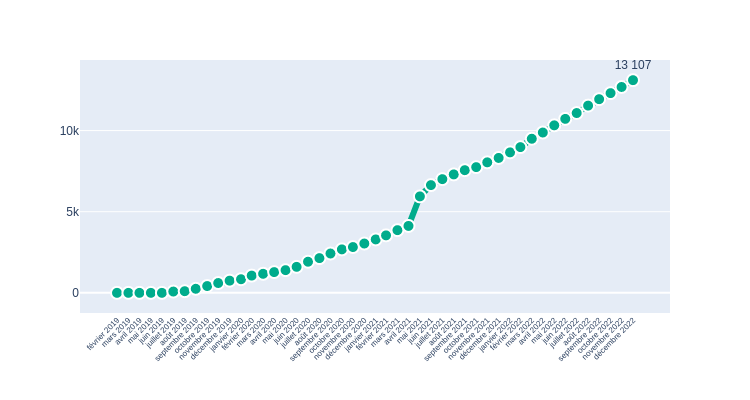 13 107
10k
5k
0
février 2019
mars 2019
avril 2019
mai 2019
juin 2019
juillet 2019
août 2019
septembre 2019
octobre 2019
novembre 2019
décembre 2019
janvier 2020
février 2020
mars 2020
avril 2020
mai 2020
juin 2020
juillet 2020
août 2020
septembre 2020
octobre 2020
novembre 2020
décembre 2020
janvier 2021
février 2021
mars 2021
avril 2021
mai 2021
juin 2021
juillet 2021
août 2021
septembre 2021
octobre 2021
novembre 2021
décembre 2021
janvier 2022
février 2022
mars 2022
avril 2022
mai 2022
juin 2022
juillet 2022
août 2022
septembre 2022
octobre 2022
novembre 2022
décembre 2022